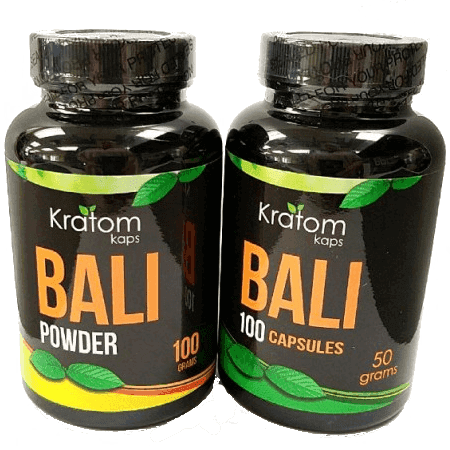 Kratom
kaps
BALI
POWDER
100
GRAMS
Kratom
kaps
BALI
100 CAPSULES
50
grams